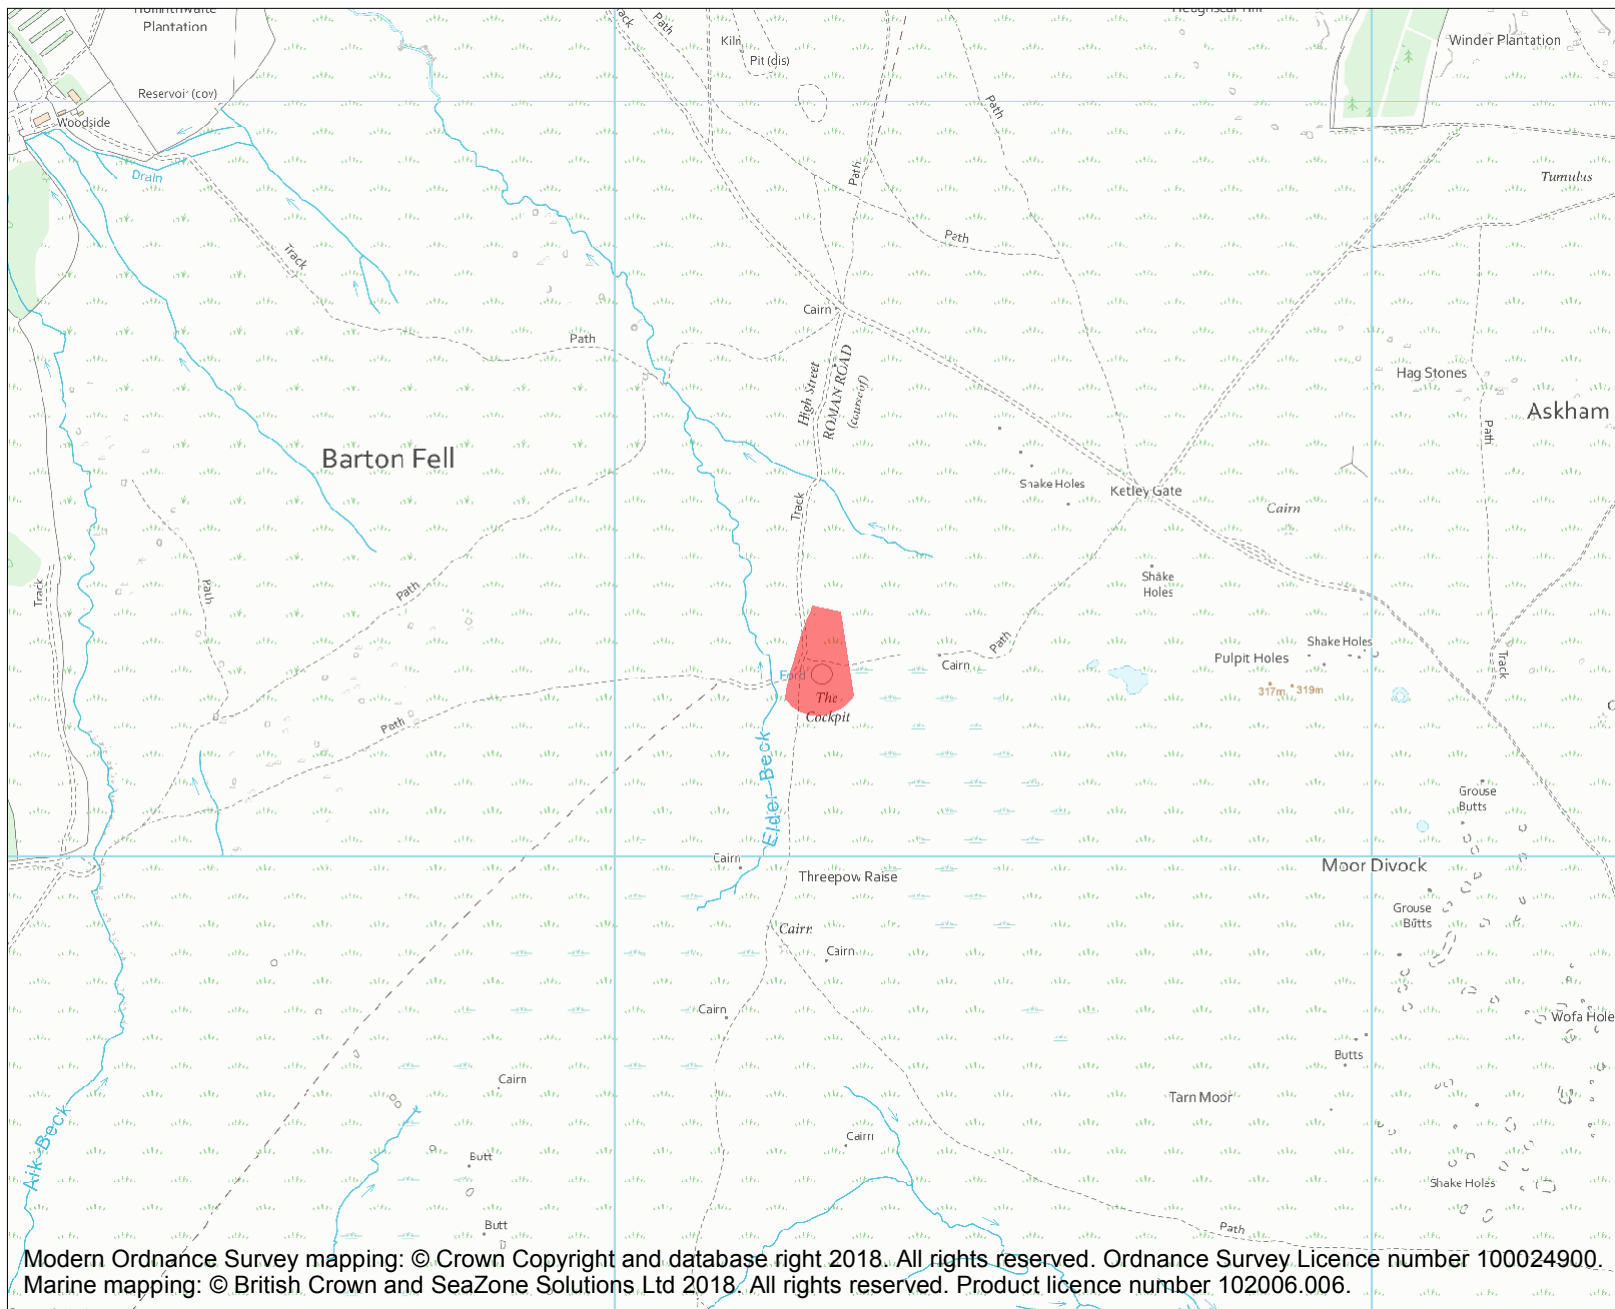 Plantation
Kiln
Pit (dis)
Path
Track
Winder Plantation
Reservoir (cov)
Woodside
Drain
Path
Path
Tumulus
Path
Track
Cairn
Path
High Street
ROMAN ROAD
(course of)
Hag Stones
Askham
Path
Barton Fell
Shake Holes
Ketley Gate
Track
Cairn
Shake
Holes
Track
Path
Path
Path
Cairn
Shake Holes
Pulpit Holes
317m
319m
Track
Ford
The
Cockpit
Path
Elder Beck
Grouse
Butts
Cairn
Threepow Raise
Moor Divock
Grouse
Butts
Cairn
Cairn
Cairn
Wofa Hole
Butts
Cairn
Tarn Moor
Aik Beck
Cairn
Butt
Shake Holes
Butt
Path
Modern Ordnance Survey mapping: © Crown Copyright and database right 2018. All rights reserved. Ordnance Survey Licence number 100024900.
Marine mapping: © British Crown and SeaZone Solutions Ltd 2018. All rights reserved. Product licence number 102006.006.